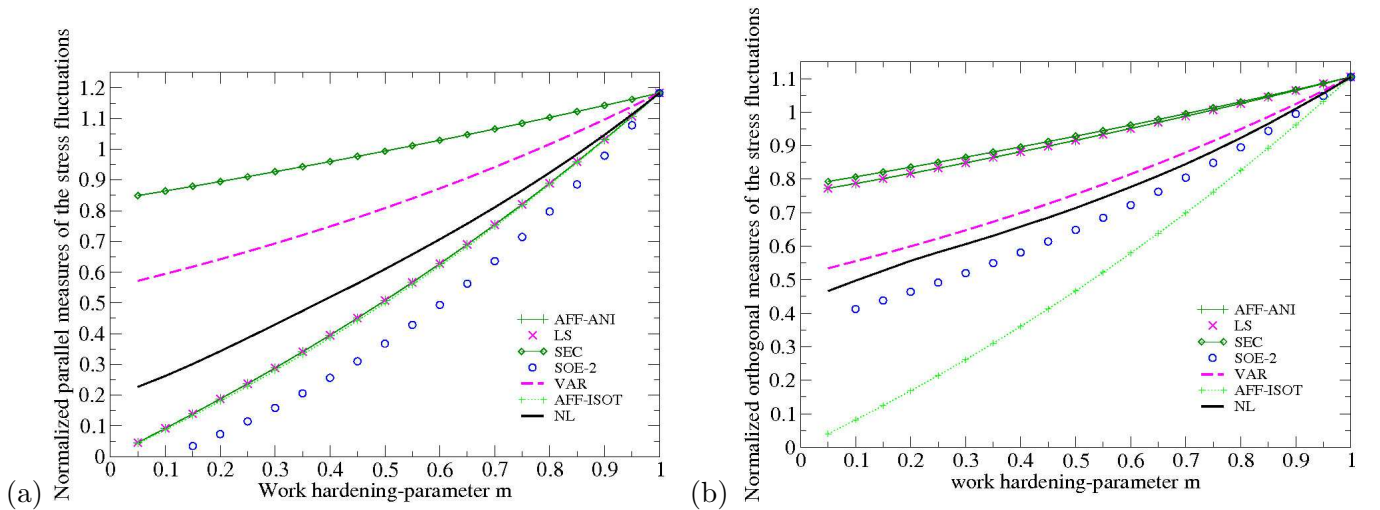 Normalized parallel measures of the stress fluctuations
1.2
1.1
1
0.9
0.8
0.7
0.6
0.5
0.4
0.3
0.2
0.1
0
0 0.1 0.2 0.3 0.4 0.5 0.6 0.7 0.8 0.9 1
Work hardening-parameter m
AFF-ANI
LS
SEC
SOE-2
VAR
AFF-ISOT
NL
(a)
Normalized orthogonal measures of the stress fluctuations
1.1
1
0.9
0.8
0.7
0.6
0.5
0.4
0.3
0.2
0.1
0
0.1 0.2 0.3 0.4 0.5 0.6 0.7 0.8 0.9 1
work hardening-parameter m
AFF-ANI
LS
SEC
SOE-2
VAR
AFF-ISOT
NL
(b)